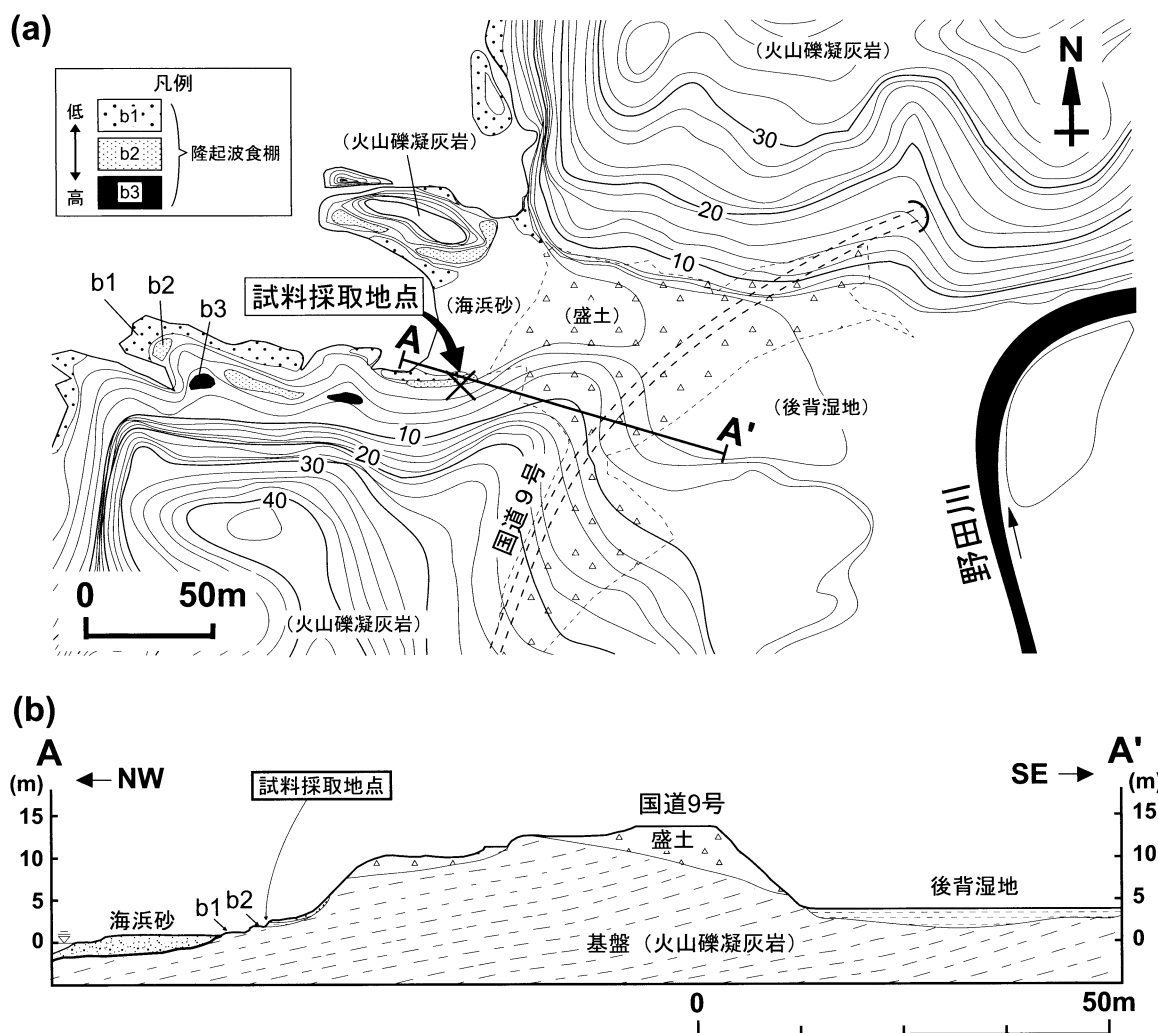 (a)
凡例
低
高
b1
b2
b3
隆起波食棚
(火山礫凝灰岩)
N
30
(火山礫凝灰岩)
20
10
b1
b2
b3
試料採取地点
(海浜砂)
(盛土)
A
A'
(後背湿地)
10
20
30
40
国道9号
野田川
0 50m
(火山礫凝灰岩)
(b)
A
A'
(m)
NW
試料採取地点
SE
(m)
国道9号
15
盛土
15
10
10
後背湿地
5
b1
b2
海浜砂
5
0
基盤(火山礫凝灰岩)
0
0 50m